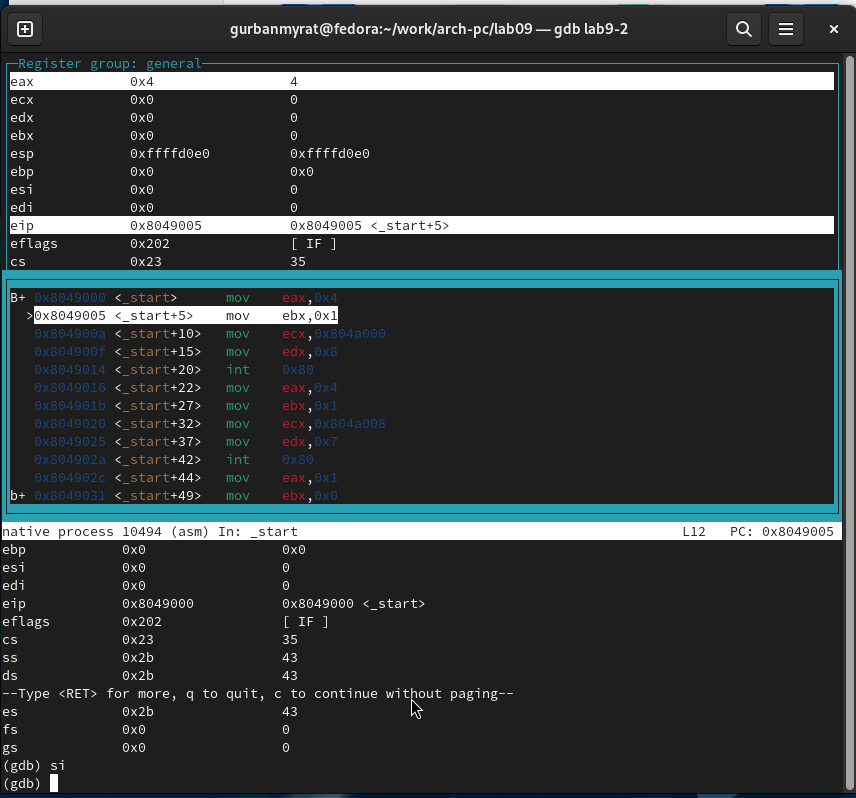 gurbanmyrat@fedora:~/work/arch-pc/lab09 — gdb lab9-2
Register group: general
eax 0x4 4
ecx 0x0 0
edx 0x0 0
ebx 0x0 0
esp 0xffffd0e0 0xffffd0e0
ebp 0x0 0x0
esi 0x0 0
edi 0x0 0
eip 0x8049005 0x8049005 <_start+5>
eflags 0x202 [ IF ]
cs 0x23 35
B+ 0x8049000 <_start> mov eax,0x4
>0x8049005 <_start+5> mov ebx,0x1
0x804900a <_start+10> mov ecx,0x804a000
0x804900f <_start+15> mov edx,0x8
0x8049014 <_start+20> int 0x80
0x8049016 <_start+22> mov eax,0x4
0x804901b <_start+27> mov ebx,0x1
0x8049020 <_start+32> mov ecx,0x804a008
0x8049025 <_start+37> mov edx,0x7
0x804902a <_start+42> int 0x80
0x804902c <_start+44> mov eax,0x1
b+ 0x8049031 <_start+49> mov ebx,0x0
native process 10494 (asm) In: _start L12 PC: 0x8049005
ebp 0x0 0x0
esi 0x0 0
edi 0x0 0
eip 0x8049000 0x8049000 <_start>
eflags 0x202 [ IF ]
cs 0x23 35
ss 0x2b 43
ds 0x2b 43
--Type <RET> for more, q to quit, c to continue without paging--
es 0x2b 43
fs 0x0 0
gs 0x0 0
(gdb) si
(gdb)